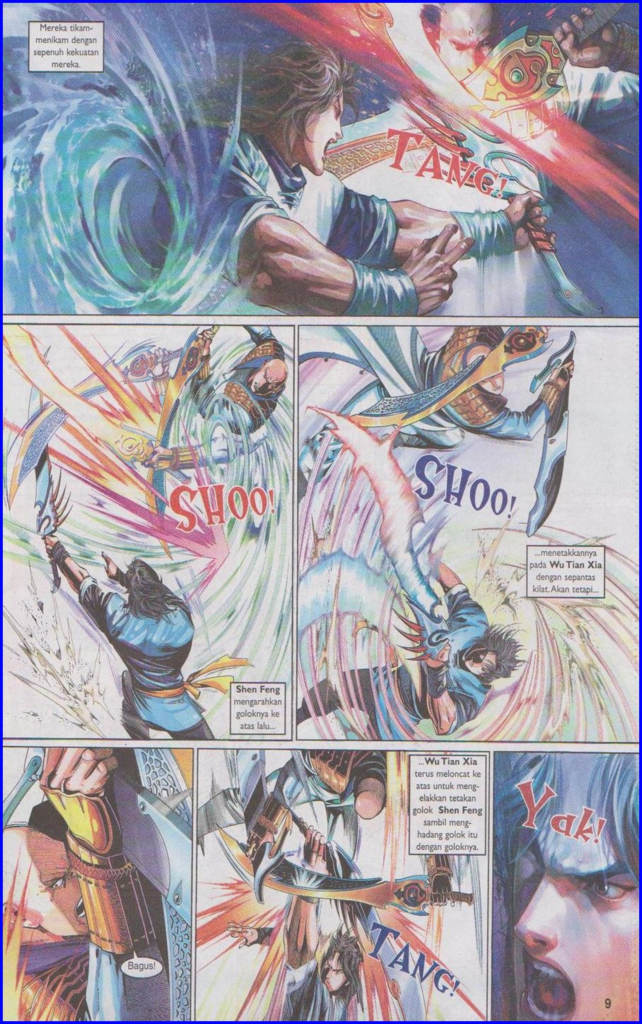 Mereka tikam-
menikam dengan
sepenuh kekuatan
mereka.
TANG!
SHOO!
Shen Feng
mengarahkan
goloknya ke
atas lalu...
SHOO!
...menetakkannya
pada Wu Tian Xia
dengan sepantas
kilat. Akan tetapi...
Bagus!
...Wu Tian Xia
terus meloncat ke
atas untuk meng-
elakkan tetakan
golok Shen Feng
sambil meng-
hadang golok itu
dengan goloknya.
TANG!
Yak!
9